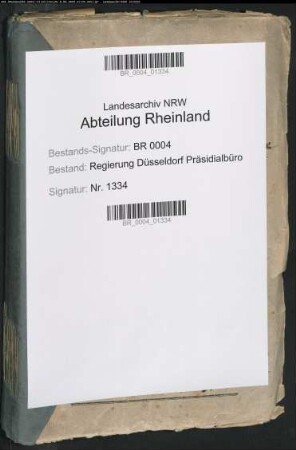 BR_0004_01334
Landesarchiv NRW
Abteilung Rheinland
Bestands-Signatur: BR 0004
Bestand: Regierung Düsseldorf Präsidialbüro
Signatur: Nr. 1334
BR_0004_01334